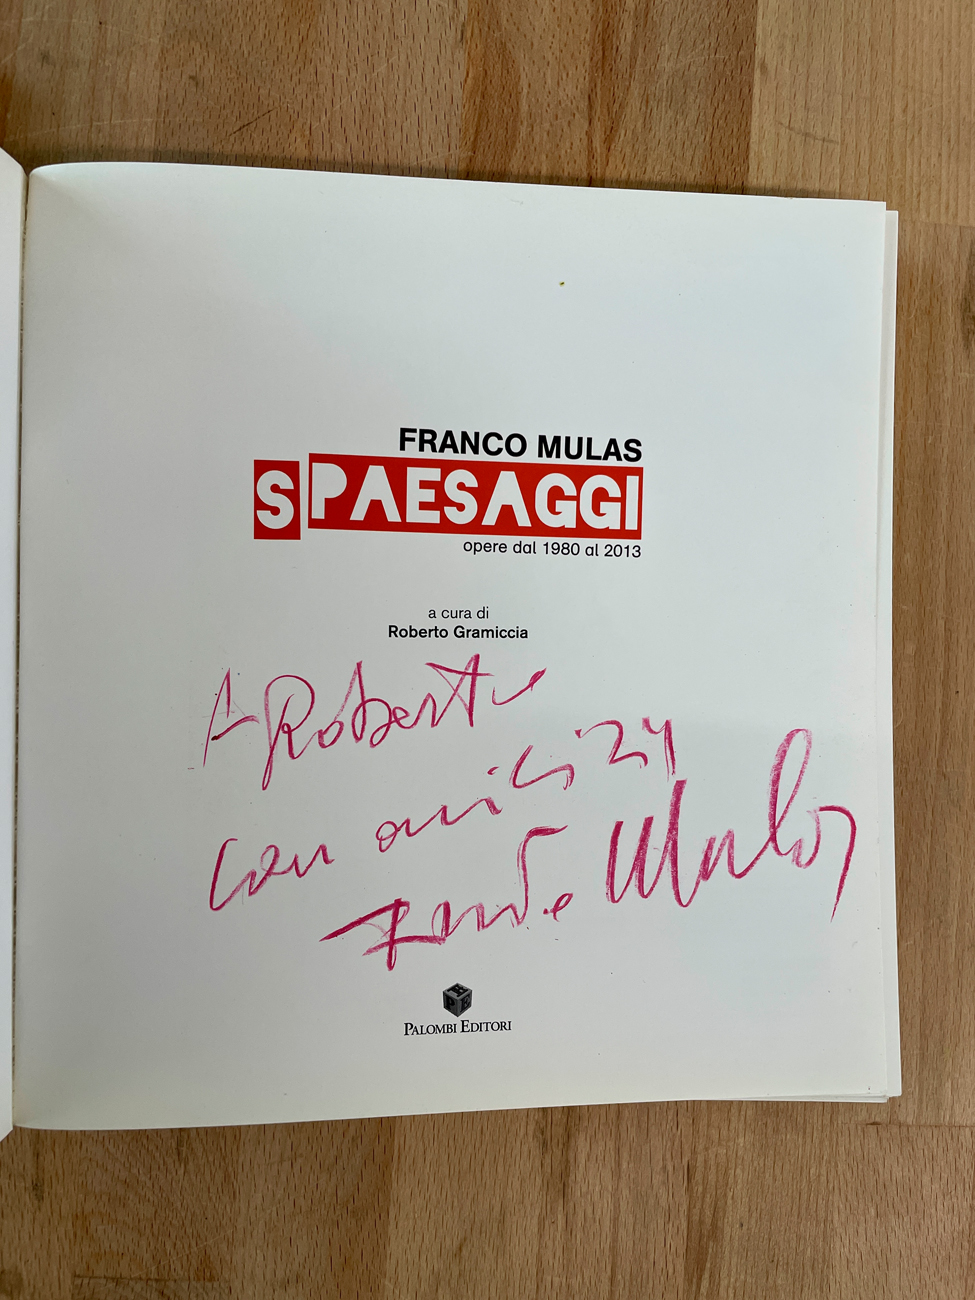 FRANCO MULAS
SPAESAGGI
opere dal 1980 al 2013
a cura di
Roberto Gramiccia
A Roberto
con amicizia
Franco Mulas
PALOMBI EDITORI